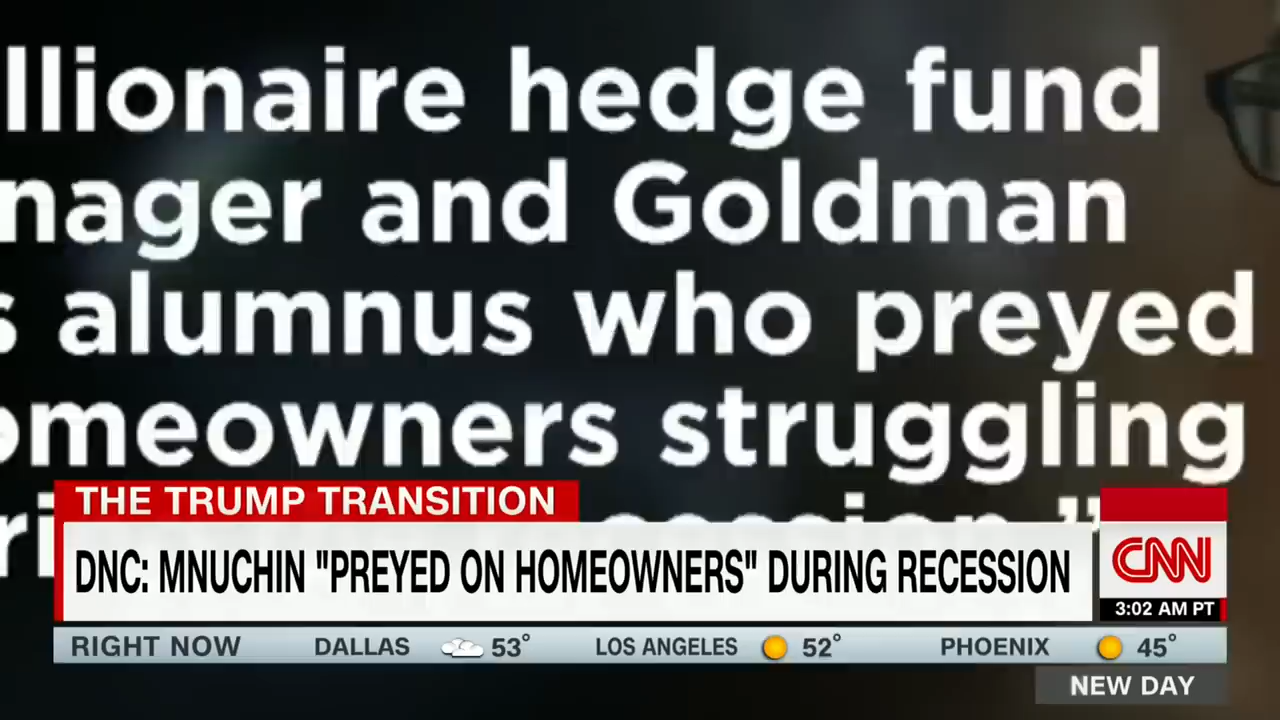 llionaire hedge fund
nager and Goldman
s alumnus who preyed
omeowners struggling
THE TRUMP TRANSITION
DNC: MNUCHIN "PREYED ON HOMEOWNERS" DURING RECESSION
CNN
3:02 AM PT
RIGHT NOW DALLAS 53° LOS ANGELES 52° PHOENIX 45°
NEW DAY